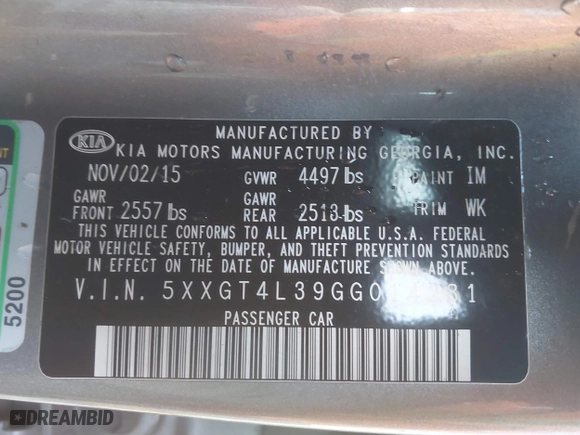 KIA
MANUFACTURED BY
KIA MOTORS MANUFACTURING GEORGIA, INC.
NOV/02/15 GVWR 4497 lbs PAINT IM
GAWR FRONT 2557 lbs GAWR REAR 2513 lbs TRIM WK
THIS VEHICLE CONFORMS TO ALL APPLICABLE U.S.A. FEDERAL
MOTOR VEHICLE SAFETY, BUMPER, AND THEFT PREVENTION STANDARDS
IN EFFECT ON THE DATE OF MANUFACTURE SHOWN ABOVE.
V.I.N.
PASSENGER CAR
5200
DREAMBID